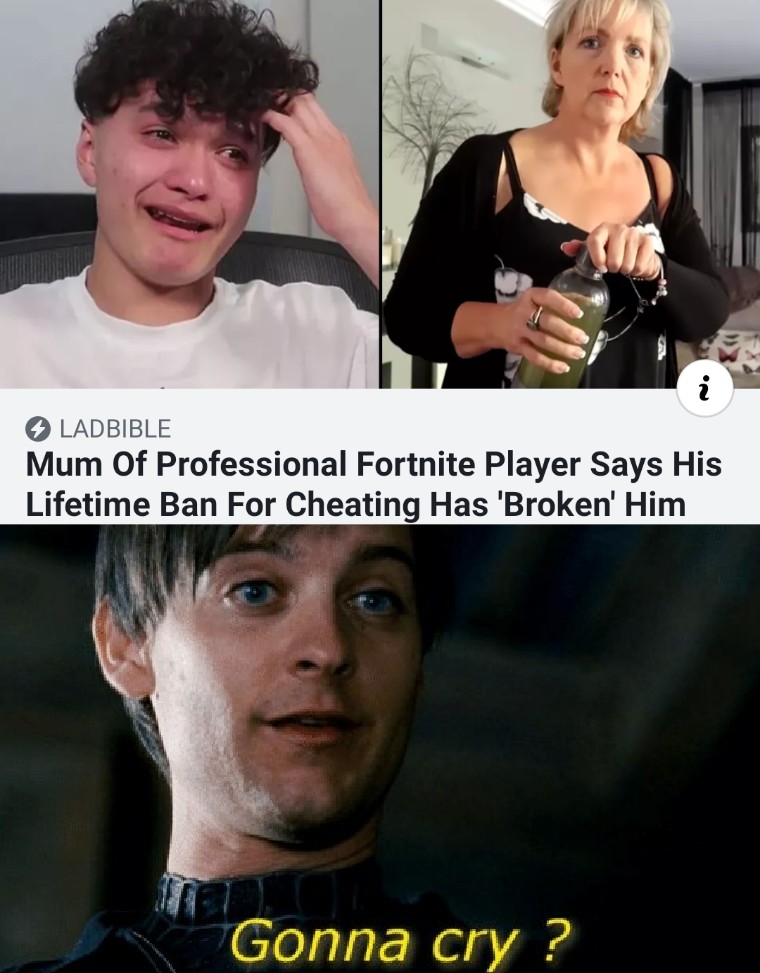 LADBIBLE
Mum Of Professional Fortnite Player Says His
Lifetime Ban For Cheating Has 'Broken' Him
Gonna cry ?